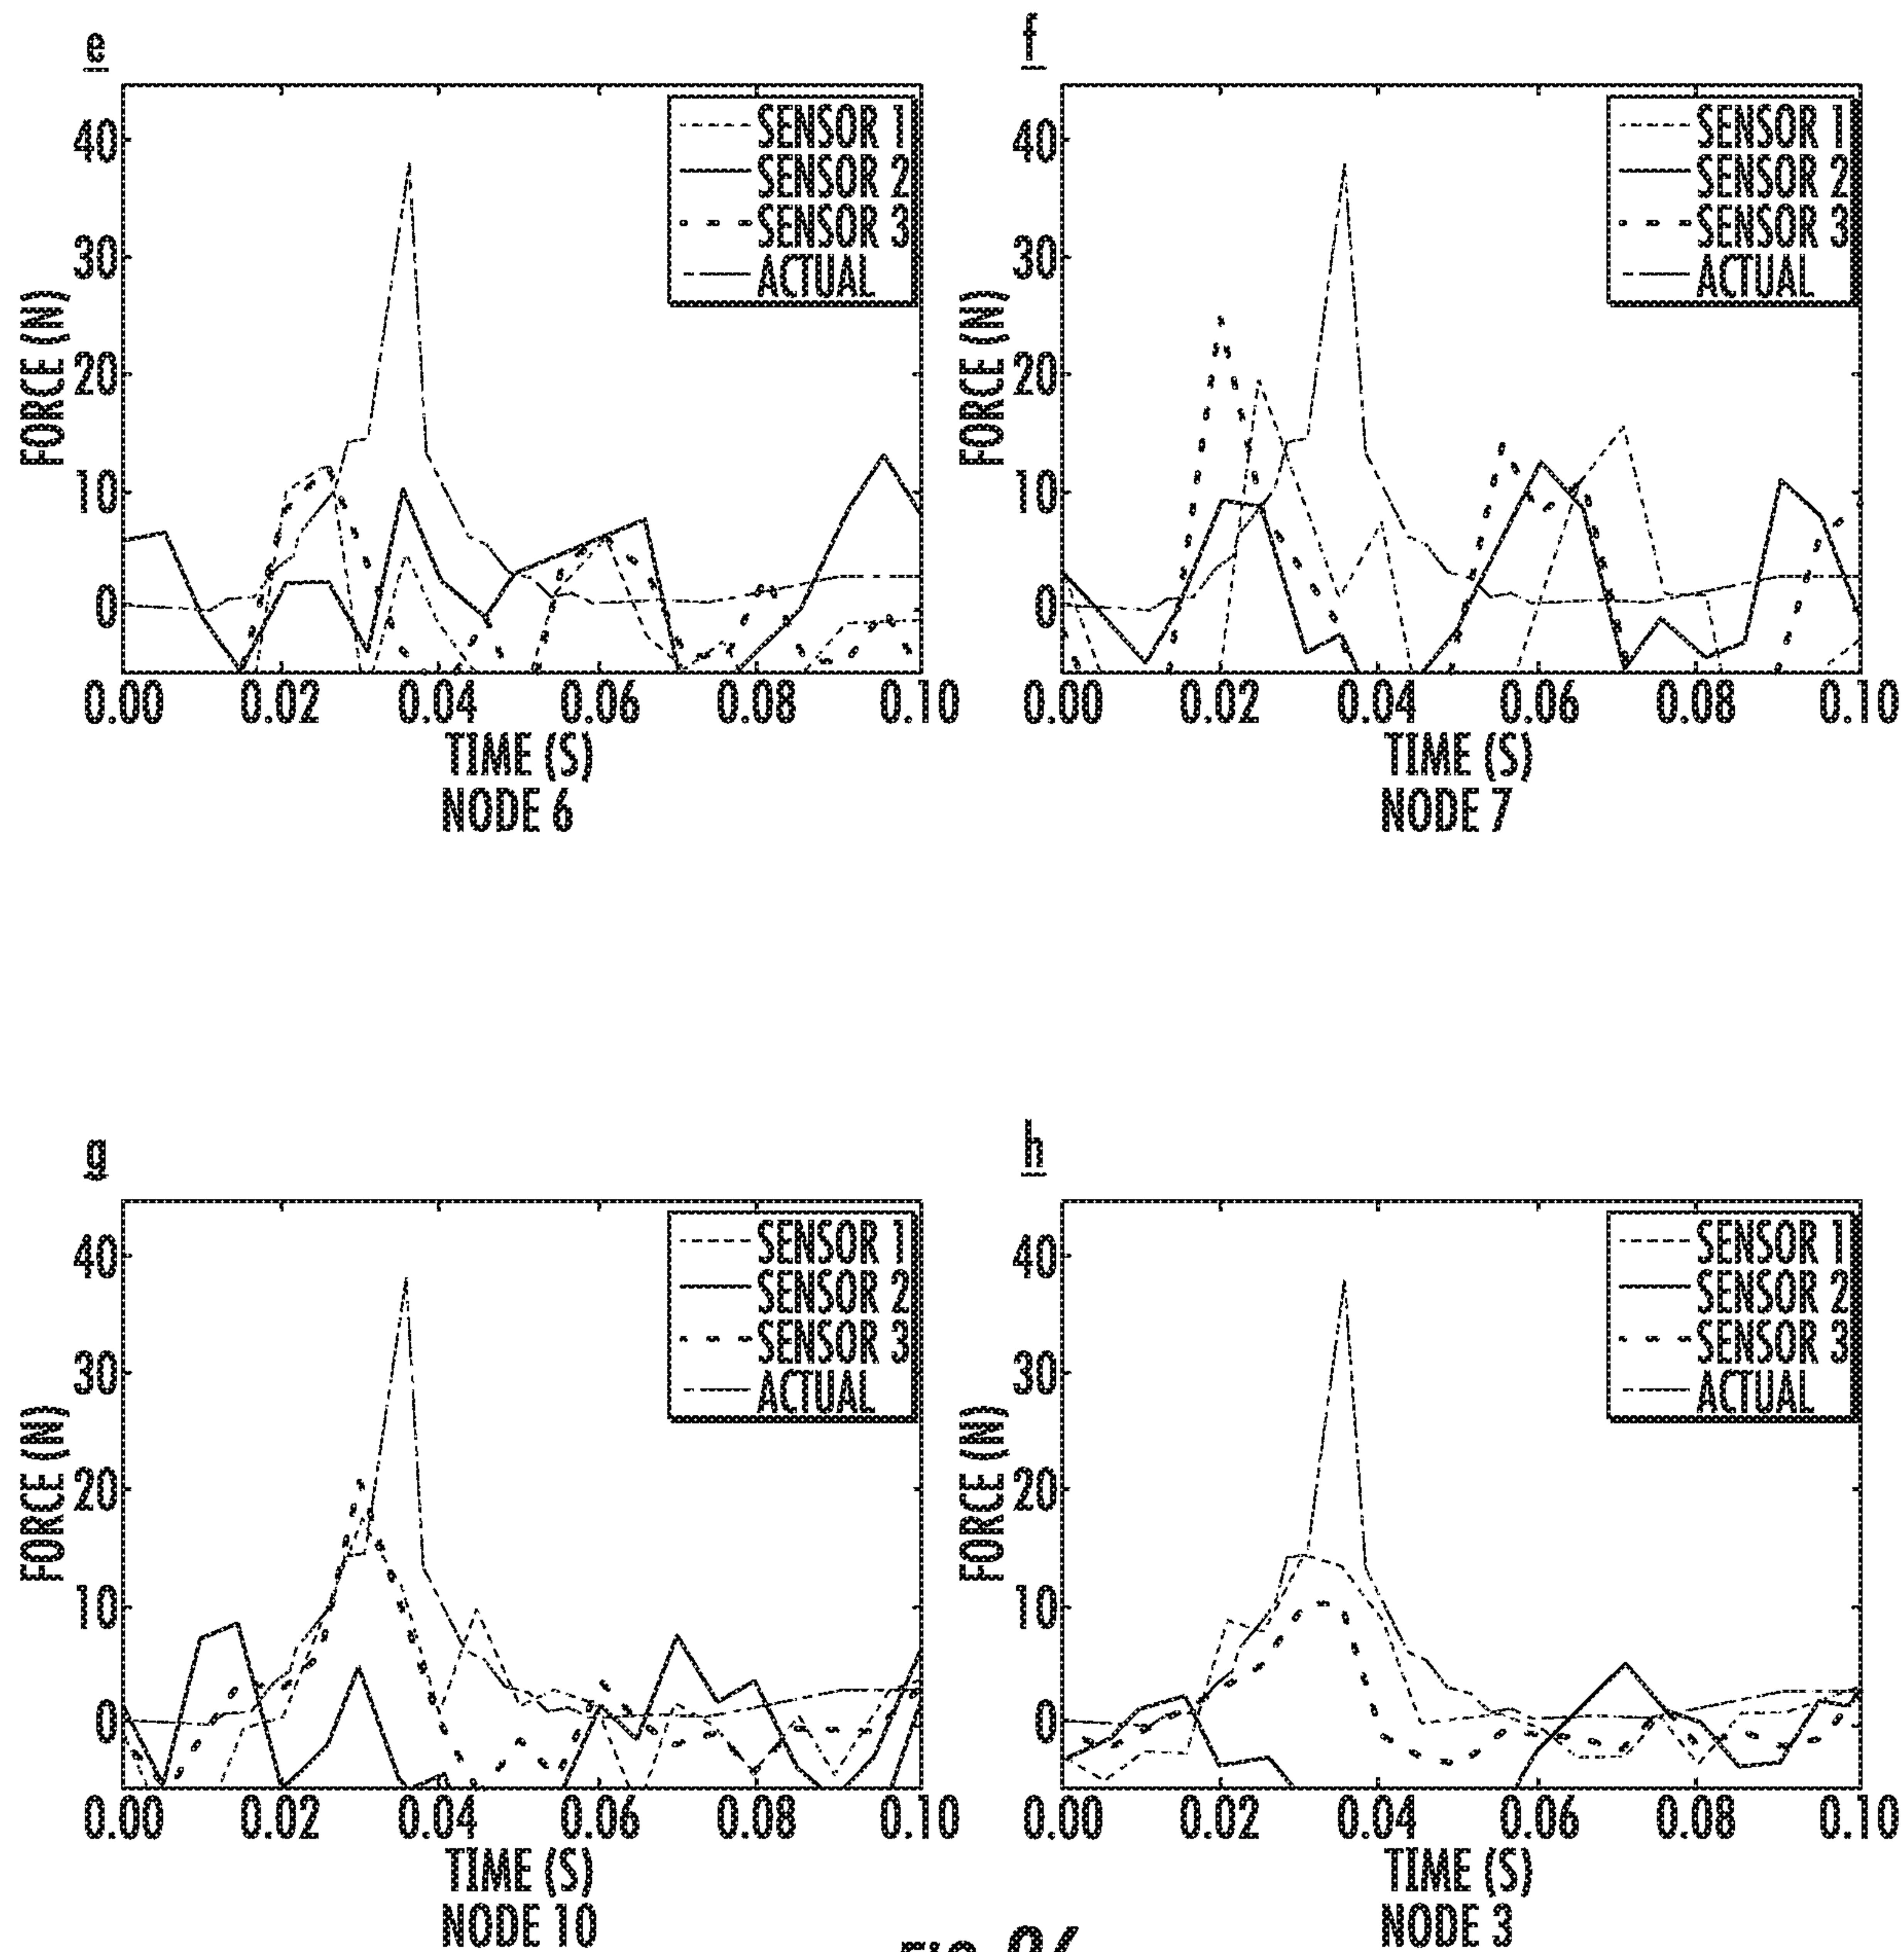 e
40
30
20
10
0
FORCE (N)
SENSOR 1
SENSOR 2
SENSOR 3
ACTUAL
0.00 0.02 0.04 0.06 0.08 0.10
TIME (S)
NODE 6
f
40
30
20
10
0
FORCE (N)
SENSOR 1
SENSOR 2
SENSOR 3
ACTUAL
0.00 0.02 0.04 0.06 0.08 0.10
TIME (S)
NODE 7
g
40
30
20
10
0
FORCE (N)
SENSOR 1
SENSOR 2
SENSOR 3
ACTUAL
0.00 0.02 0.04 0.06 0.08 0.10
TIME (S)
NODE 10
h
40
30
20
10
0
FORCE (N)
SENSOR 1
SENSOR 2
SENSOR 3
ACTUAL
0.00 0.02 0.04 0.06 0.08 0.10
TIME (S)
NODE 3